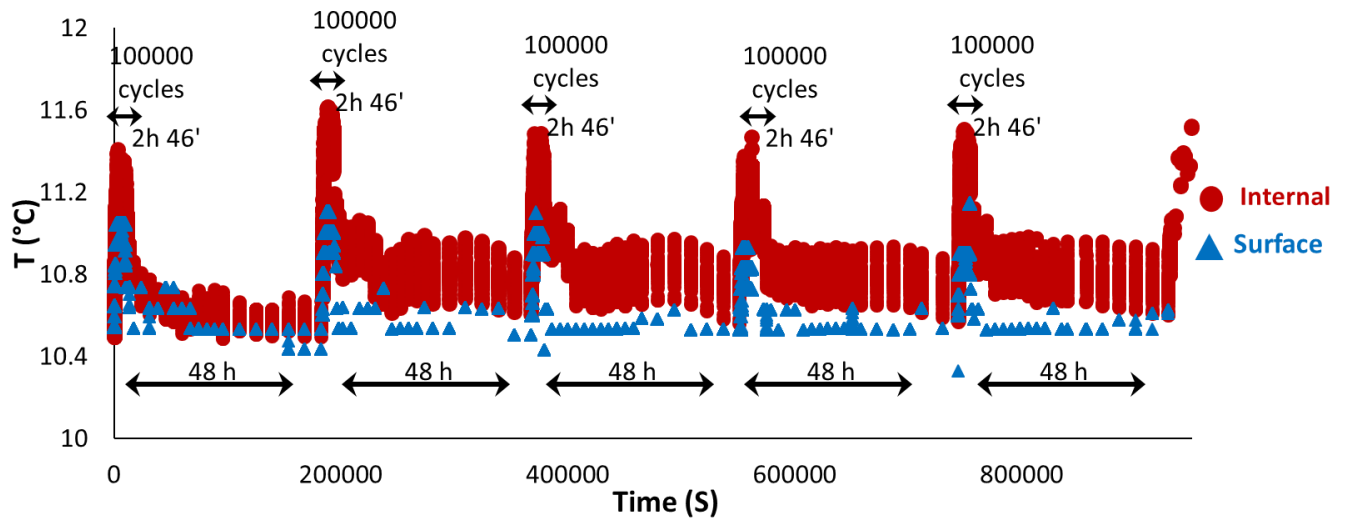 12
11.6
11.2
10.8
10.4
10
T (°C)
100000
cycles
2h 46'
100000
cycles
2h 46'
100000
cycles
2h 46'
100000
cycles
2h 46'
100000
cycles
2h 46'
48 h
48 h
48 h
48 h
48 h
Internal
Surface
0
200000
400000
600000
800000
Time (S)